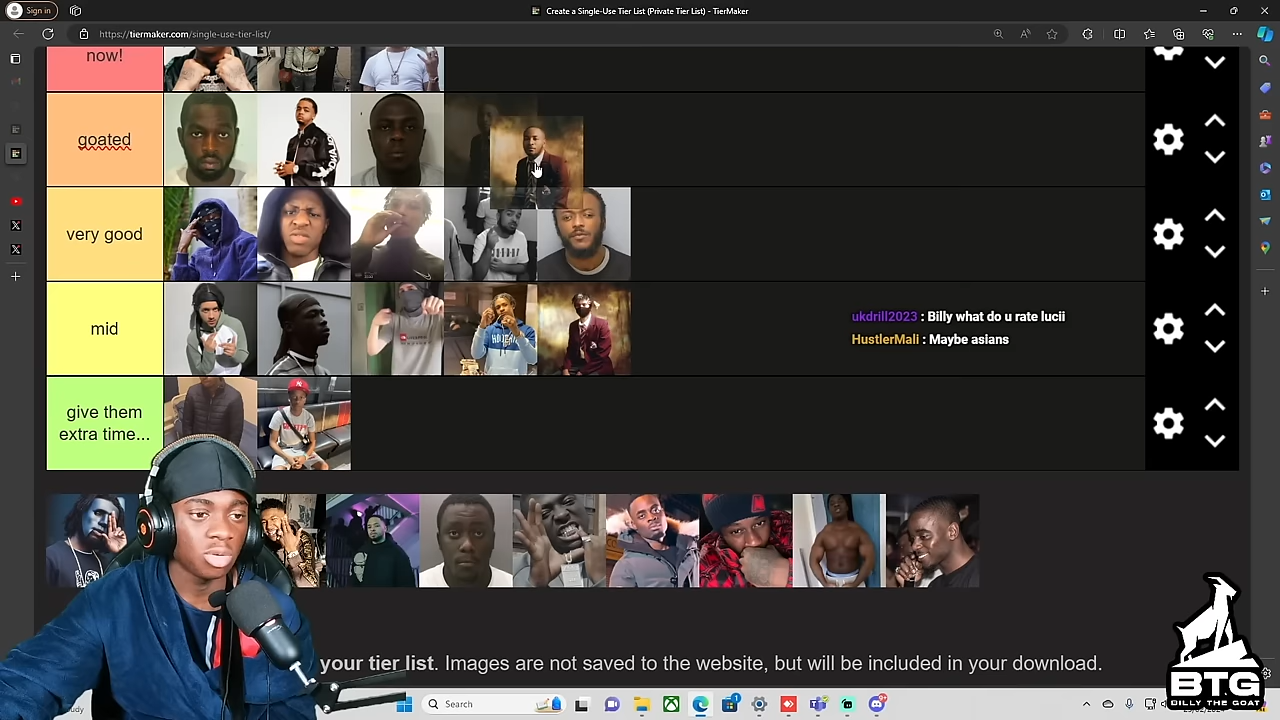 Sign in
Create a Single-Use Tier List (Private Tier List) - TierMaker
https://tiermaker.com/single-use-tier-list/
now!
goated
very good
mid
ukdrill2023 : Billy what do u rate lucii
HustlerMali : Maybe asians
give them
extra time...
your tier list. Images are not saved to the website, but will be included in your download.
BTG
BILLY THE GOAT
Search